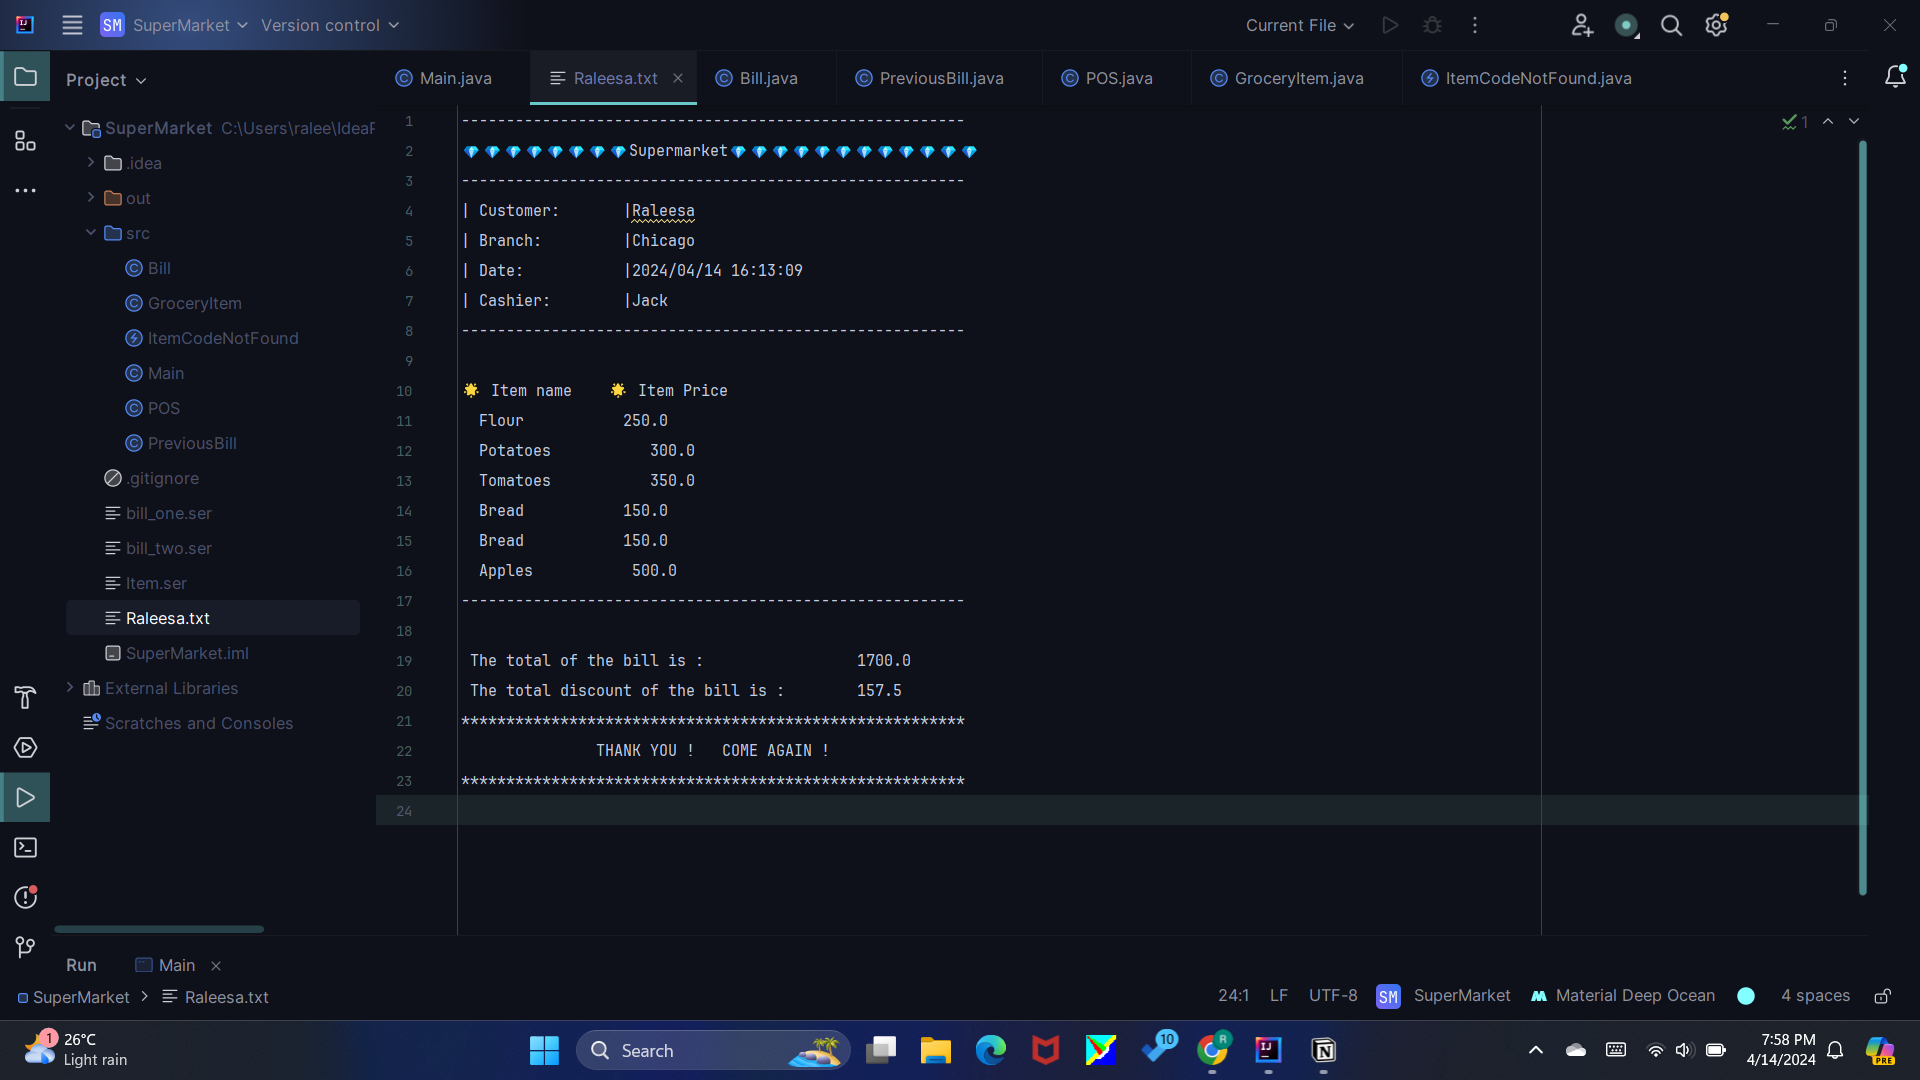 SM SuperMarket Version control Current File
Project
Main.java Raleesa.txt Bill.java PreviousBill.java POS.java GroceryItem.java ItemCodeNotFound.java
SuperMarket C:\Users\ralee\IdeaP
.idea
out
src
Bill
GroceryItem
ItemCodeNotFound
Main
POS
PreviousBill
.gitignore
bill_one.ser
bill_two.ser
Item.ser
Raleesa.txt
SuperMarket.iml
External Libraries
Scratches and Consoles
1 --------------------------------------------------------
2 💎💎💎💎💎💎💎💎Supermarket💎💎💎💎💎💎💎💎💎💎💎💎
3 --------------------------------------------------------
4 | Customer: |Raleesa
5 | Branch: |Chicago
6 | Date: |2024/04/14 16:13:09
7 | Cashier: |Jack
8 --------------------------------------------------------
9
10 🌟 Item name 🌟 Item Price
11 Flour 250.0
12 Potatoes 300.0
13 Tomatoes 350.0
14 Bread 150.0
15 Bread 150.0
16 Apples 500.0
17 --------------------------------------------------------
18
19 The total of the bill is : 1700.0
20 The total discount of the bill is : 157.5
21 ********************************************************
22 THANK YOU ! COME AGAIN !
23 ********************************************************
24
1
Run Main
SuperMarket > Raleesa.txt 24:1 LF UTF-8 SM SuperMarket Material Deep Ocean 4 spaces
1 26°C
Light rain
Search
10
R
7:58 PM
4/14/2024
PRE